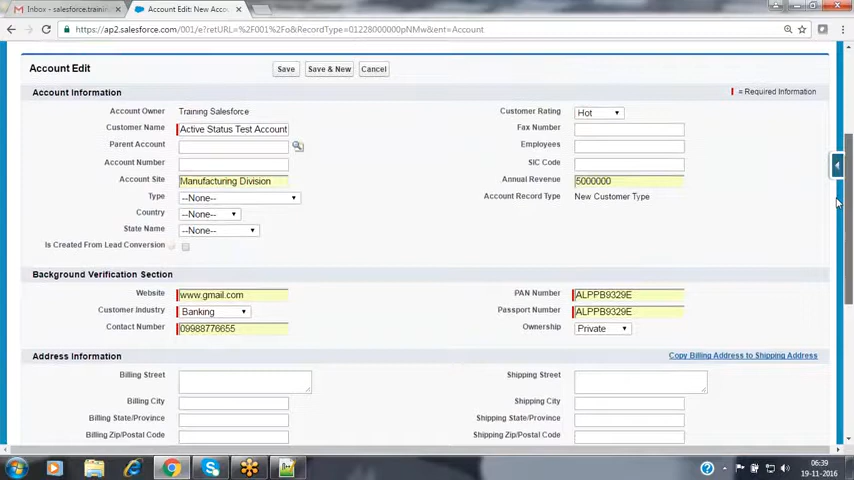 Inbox - salesforce.trainin
Account Edit: New Accou
https://ap2.salesforce.com/001/e?retURL=%2F001%2Fo&RecordType=01228000000pNMw&ent=Account
Account Edit
Save
Save & New
Cancel
Account Information
= Required Information
Account Owner Training Salesforce
Customer Rating Hot
Customer Name Active Status Test Account
Fax Number
Parent Account
Employees
Account Number
SIC Code
Account Site Manufacturing Division
Annual Revenue 5000000
Type --None--
Account Record Type New Customer Type
Country --None--
State Name --None--
Is Created From Lead Conversion
Background Verification Section
Website www.gmail.com
PAN Number ALPPB9329E
Customer Industry Banking
Passport Number ALPPB9329E
Contact Number 09988776655
Ownership Private
Address Information
Copy Billing Address to Shipping Address
Billing Street
Shipping Street
Billing City
Shipping City
Billing State/Province
Shipping State/Province
Billing Zip/Postal Code
Shipping Zip/Postal Code
06:39
19-11-2016